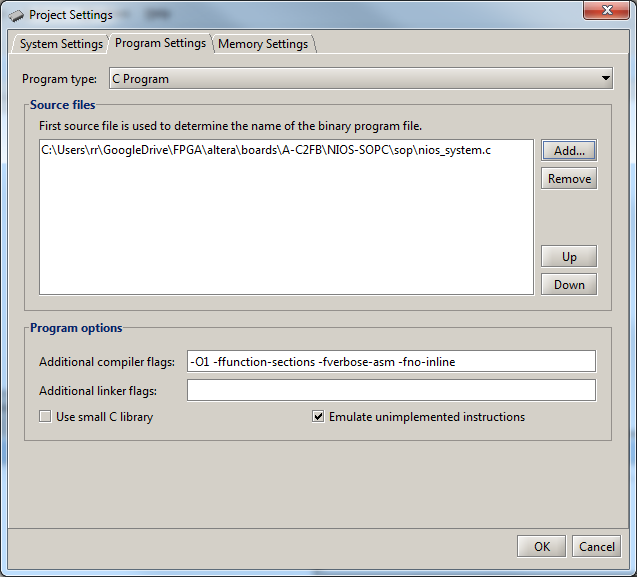 Project Settings
System Settings
Program Settings
Memory Settings
Program type:
C Program
Source files
First source file is used to determine the name of the binary program file.
C:\Users\rr\GoogleDrive\FPGA\altera\boards\A-C2FB\NIOS-SOPC\sop\nios_system.c
Add...
Remove
Up
Down
Program options
Additional compiler flags:
-O1 -ffunction-sections -fverbose-asm -fno-inline
Additional linker flags:
Use small C library
Emulate unimplemented instructions
OK
Cancel